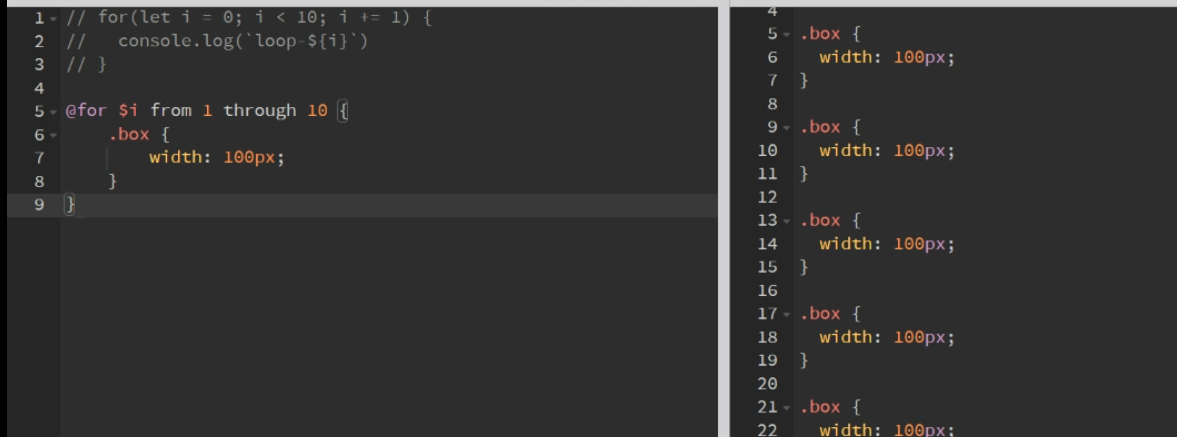 1 // for(let i = 0; i < 10; i += 1) {
2 //   console.log(`loop-${i}`)
3 // }
4
5 @for $i from 1 through 10 {
6     .box {
7         width: 100px;
8     }
9 }
4
5 .box {
6   width: 100px;
7 }
8
9 .box {
10   width: 100px;
11 }
12
13 .box {
14   width: 100px;
15 }
16
17 .box {
18   width: 100px;
19 }
20
21 .box {
22   width: 100px;